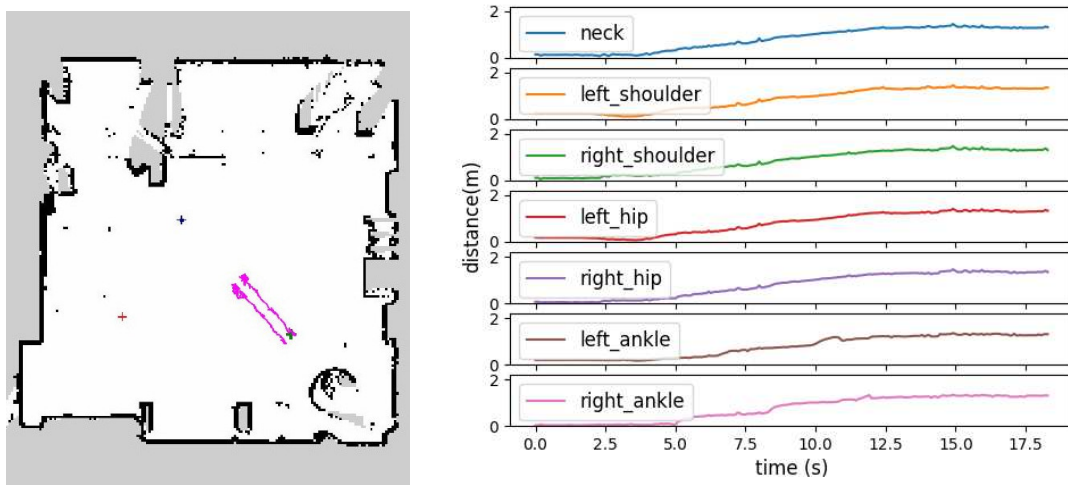 2
neck
0
2
left_shoulder
0
2
right_shoulder
0
2
left_hip
0
2
right_hip
0
2
left_ankle
0
2
right_ankle
0
distance(m)
0.0 2.5 5.0 7.5 10.0 12.5 15.0 17.5
time (s)